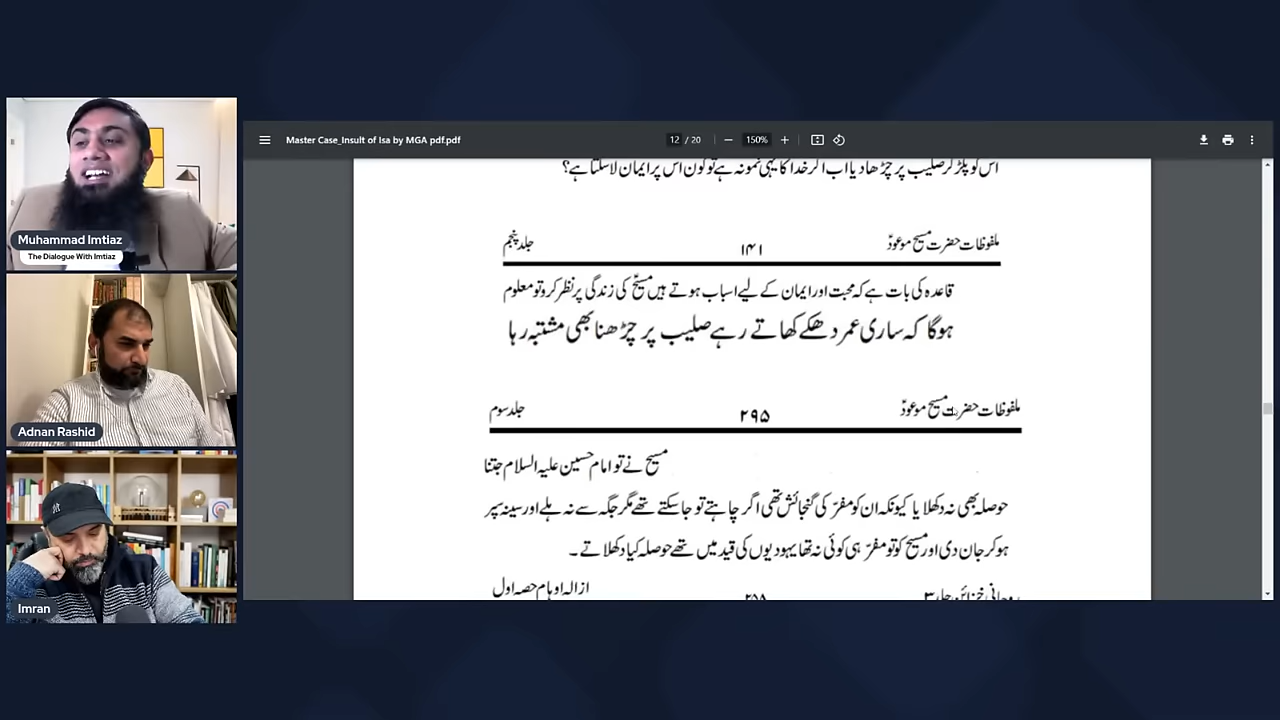 Master Case_Insult of Isa by MGA pdf.pdf
12 / 20
150%
Muhammad Imtiaz
The Dialogue With Imtiaz
Adnan Rashid
Imran
اس کو پکڑ کر صلیب پر چڑھا دیا اب اگر خدا کا یہی نمونہ ہے تو کون اس پر ایمان لا سکتا ہے؟
ملفوظات حضرت مسیح موعودؑ ۱۴۱ جلد پنجم
قاعدہ کی بات ہے کہ محبت اور ایمان کے لیے اسباب ہوتے ہیں مسیحؑ کی زندگی پر نظر کرو تو معلوم
ہوگا کہ ساری عمر دھکے کھاتے رہے صلیب پر چڑھنا بھی مشتبہ رہا
ملفوظات حضرت مسیح موعودؑ ۲۹۵ جلد سوم
مسیح نے تو امام حسین علیہ السلام جتنا
حوصلہ بھی نہ دکھلایا کیونکہ ان کو مفرّ کی گنجائش تھی اگر چاہتے تو جا سکتے تھے مگر جگہ سے نہ ہلے اور سینہ سپر
ہو کر جان دی اور مسیح کو تو مفرّ ہی کوئی نہ تھا یہودیوں کی قید میں تھے حوصلہ کیا دکھلاتے ۔
روحانی خزائن جلد ۳ ۲۵۸ ازالہ اوہام حصہ اول